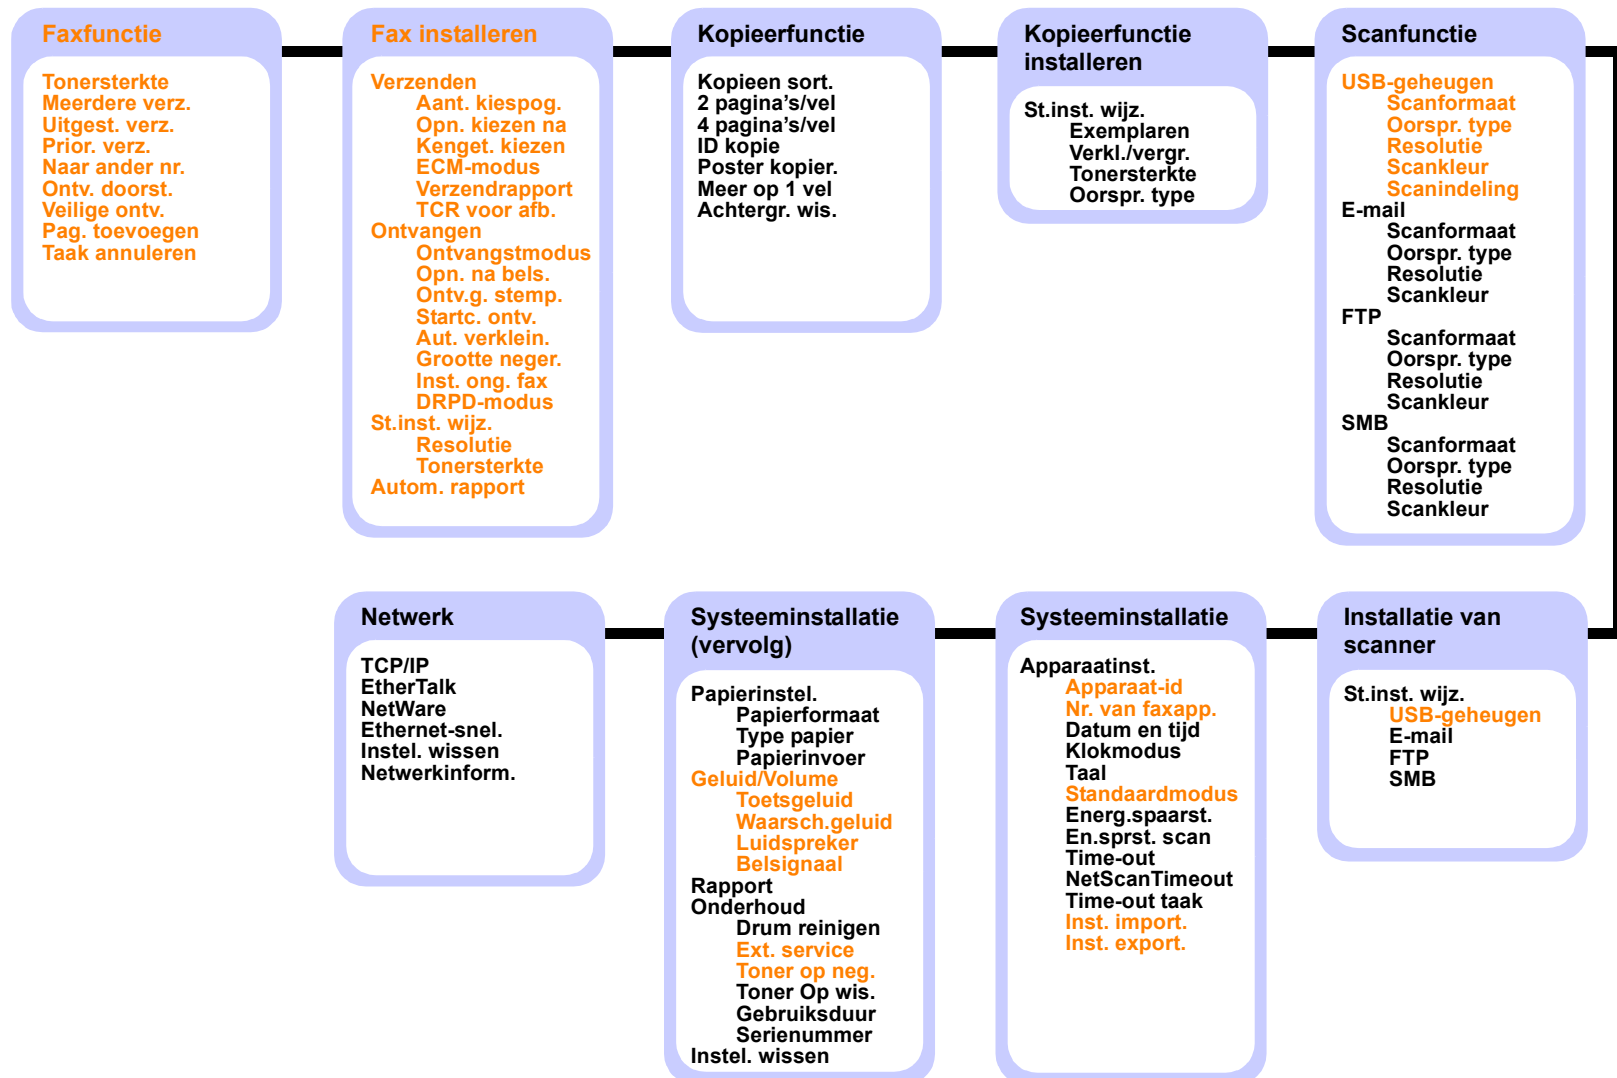 Faxfunctie
Tonersterkte
Meerdere verz.
Uitgest. verz.
Prior. verz.
Naar ander nr.
Ontv. doorst.
Veilige ontv.
Pag. toevoegen
Taak annuleren
Fax installeren
Verzenden
Aant. kiespog.
Opn. kiezen na
Kenget. kiezen
ECM-modus
Verzendrapport
TCR voor afb.
Ontvangen
Ontvangstmodus
Opn. na bels.
Ontv.g. stemp.
Startc. ontv.
Aut. verklein.
Grootte neger.
Inst. ong. fax
DRPD-modus
St.inst. wijz.
Resolutie
Tonersterkte
Autom. rapport
Kopieerfunctie
Kopieen sort.
2 pagina's/vel
4 pagina's/vel
ID kopie
Poster kopier.
Meer op 1 vel
Achtergr. wis.
Kopieerfunctie
installeren
St.inst. wijz.
Exemplaren
Verkl./vergr.
Tonersterkte
Oorspr. type
Scanfunctie
USB-geheugen
Scanformaat
Oorspr. type
Resolutie
Scankleur
Scanindeling
E-mail
Scanformaat
Oorspr. type
Resolutie
Scankleur
FTP
Scanformaat
Oorspr. type
Resolutie
Scankleur
SMB
Scanformaat
Oorspr. type
Resolutie
Scankleur
Netwerk
TCP/IP
EtherTalk
NetWare
Ethernet-snel.
Instel. wissen
Netwerkinform.
Systeeminstallatie
(vervolg)
Papierinstel.
Papierformaat
Type papier
Papierinvoer
Geluid/Volume
Toetsgeluid
Waarsch.geluid
Luidspreker
Belsignaal
Rapport
Onderhoud
Drum reinigen
Ext. service
Toner op neg.
Toner Op wis.
Gebruiksduur
Serienummer
Instel. wissen
Systeeminstallatie
Apparaatinst.
Apparaat-id
Nr. van faxapp.
Datum en tijd
Klokmodus
Taal
Standaardmodus
Energ.spaarst.
En.sprst. scan
Time-out
NetScanTimeout
Time-out taak
Inst. import.
Inst. export.
Installatie van
scanner
St.inst. wijz.
USB-geheugen
E-mail
FTP
SMB